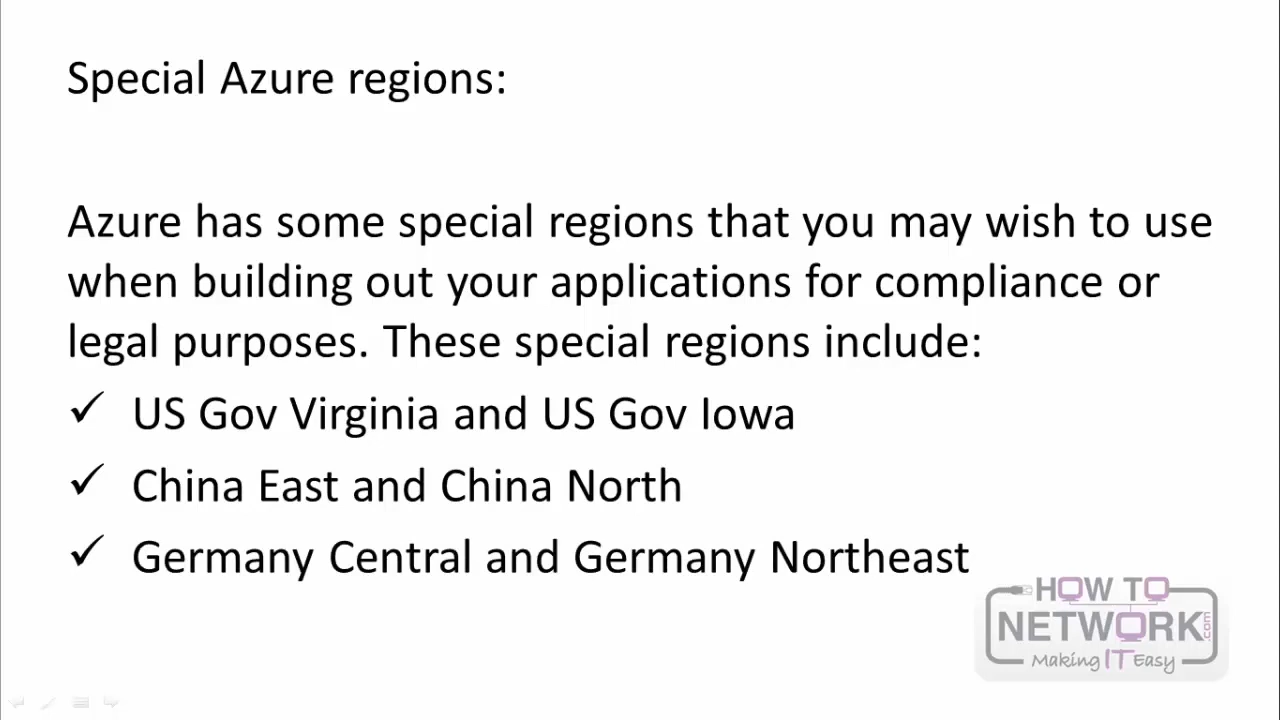 Special Azure regions:
Azure has some special regions that you may wish to use
when building out your applications for compliance or
legal purposes. These special regions include:
✓ US Gov Virginia and US Gov Iowa
✓ China East and China North
✓ Germany Central and Germany Northeast
HOW TO
NETWORK.com
Making IT Easy